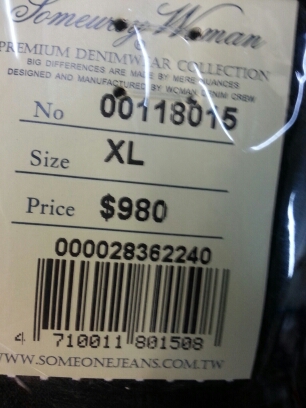 Woman
PREMIUM DENIMWEAR COLLECTION
BIG DIFFERENCES ARE MADE BY MERE NUANCES
DESIGNED AND MANUFACTURED BY WOMAN DENIM CREW
No 00118015
Size XL
Price $980
000028362240
4 710011 801508
WWW.SOMEONEJEANS.COM.TW